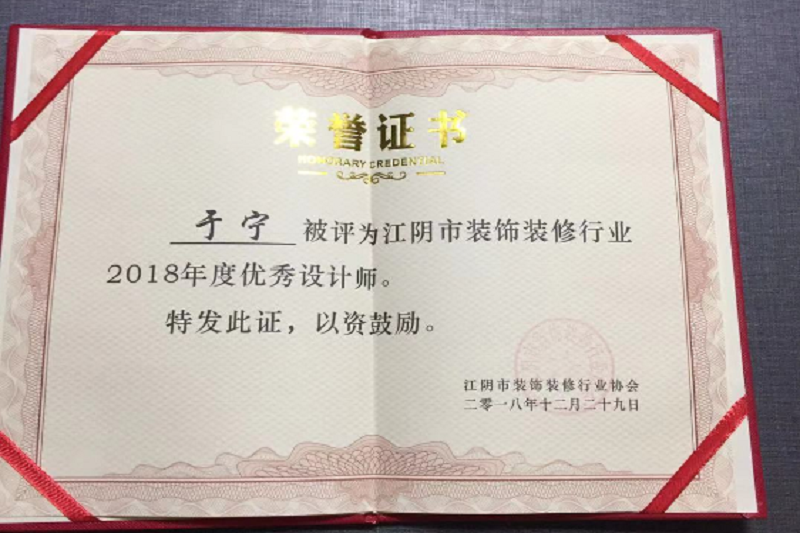 荣誉证书
HONORARY CREDENTIAL
于宁 被评为江阴市装饰装修行业
2018年度优秀设计师。
特发此证，以资鼓励。
江阴市装饰装修行业协会
二零一八年十二月二十九日